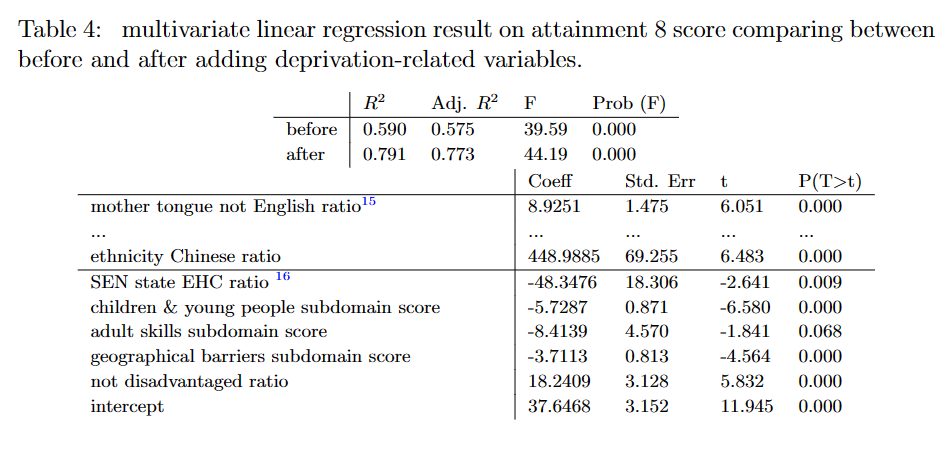 Table 4: multivariate linear regression result on attainment 8 score comparing between
before and after adding deprivation-related variables.
R² Adj. R² F Prob (F)
before 0.590 0.575 39.59 0.000
after 0.791 0.773 44.19 0.000
Coeff Std. Err t P(T>t)
mother tongue not English ratio¹⁵ 8.9251 1.475 6.051 0.000
... ... ... ... ...
ethnicity Chinese ratio 448.9885 69.255 6.483 0.000
SEN state EHC ratio ¹⁶ -48.3476 18.306 -2.641 0.009
children & young people subdomain score -5.7287 0.871 -6.580 0.000
adult skills subdomain score -8.4139 4.570 -1.841 0.068
geographical barriers subdomain score -3.7113 0.813 -4.564 0.000
not disadvantaged ratio 18.2409 3.128 5.832 0.000
intercept 37.6468 3.152 11.945 0.000